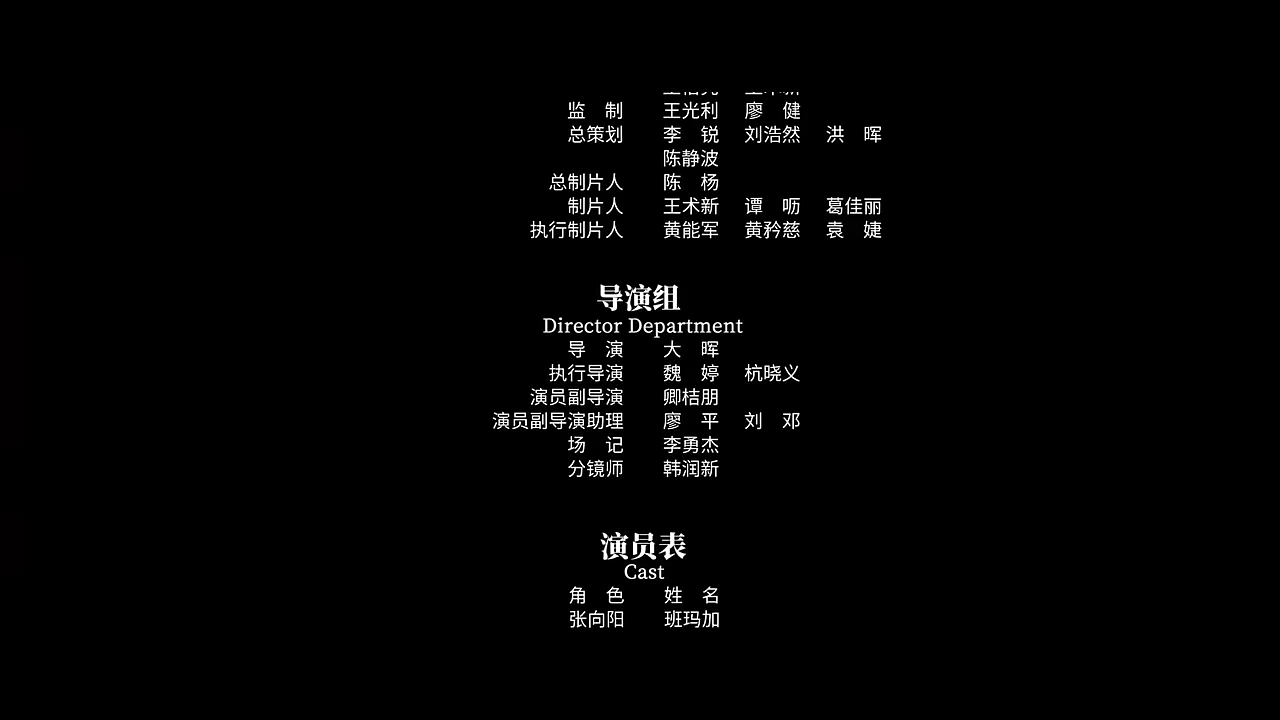 监　制　王光利　廖　健
总策划　李　锐　刘浩然　洪　晖
陈静波
总制片人　陈　杨
制片人　王术新　谭　呖　葛佳丽
执行制片人　黄能军　黄矜慈　袁　婕
导演组
Director Department
导　演　大　晖
执行导演　魏　婷　杭晓义
演员副导演　卿桔朋
演员副导演助理　廖　平　刘　邓
场　记　李勇杰
分镜师　韩润新
演员表
Cast
角　色　姓　名
张向阳　班玛加